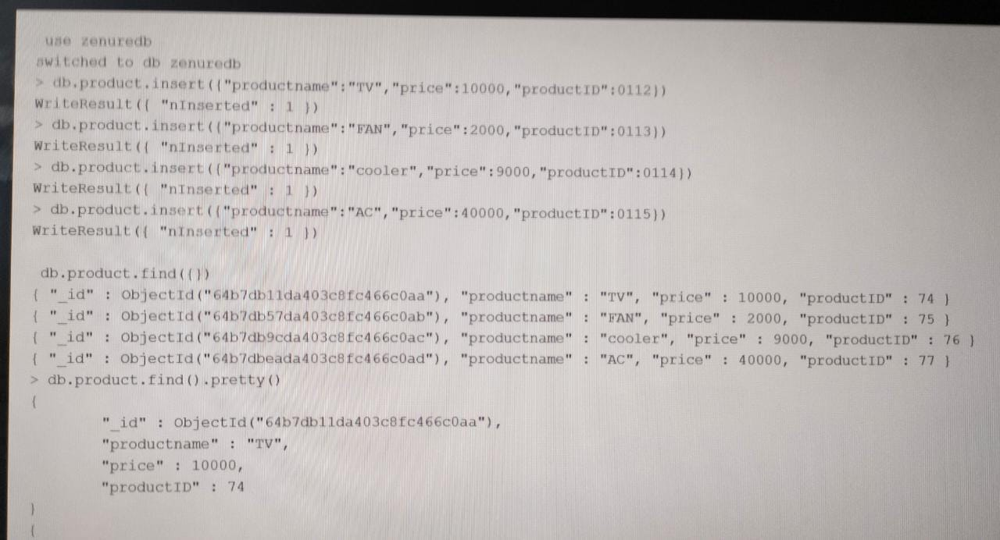 use zenuredb
switched to db zenuredb
> db.product.insert({"productname":"TV","price":10000,"productID":0112})
WriteResult({ "nInserted" : 1 })
> db.product.insert({"productname":"FAN","price":2000,"productID":0113})
WriteResult({ "nInserted" : 1 })
> db.product.insert({"productname":"cooler","price":9000,"productID":0114})
WriteResult({ "nInserted" : 1 })
> db.product.insert({"productname":"AC","price":40000,"productID":0115})
WriteResult({ "nInserted" : 1 })
db.product.find({})
{ "_id" : ObjectId("64b7db11da403c8fc466c0aa"), "productname" : "TV", "price" : 10000, "productID" : 74 }
{ "_id" : ObjectId("64b7db57da403c8fc466c0ab"), "productname" : "FAN", "price" : 2000, "productID" : 75 }
{ "_id" : ObjectId("64b7db9cda403c8fc466c0ac"), "productname" : "cooler", "price" : 9000, "productID" : 76 }
{ "_id" : ObjectId("64b7dbeada403c8fc466c0ad"), "productname" : "AC", "price" : 40000, "productID" : 77 }
> db.product.find().pretty()
{
"_id" : ObjectId("64b7db11da403c8fc466c0aa"),
"productname" : "TV",
"price" : 10000,
"productID" : 74
}
{